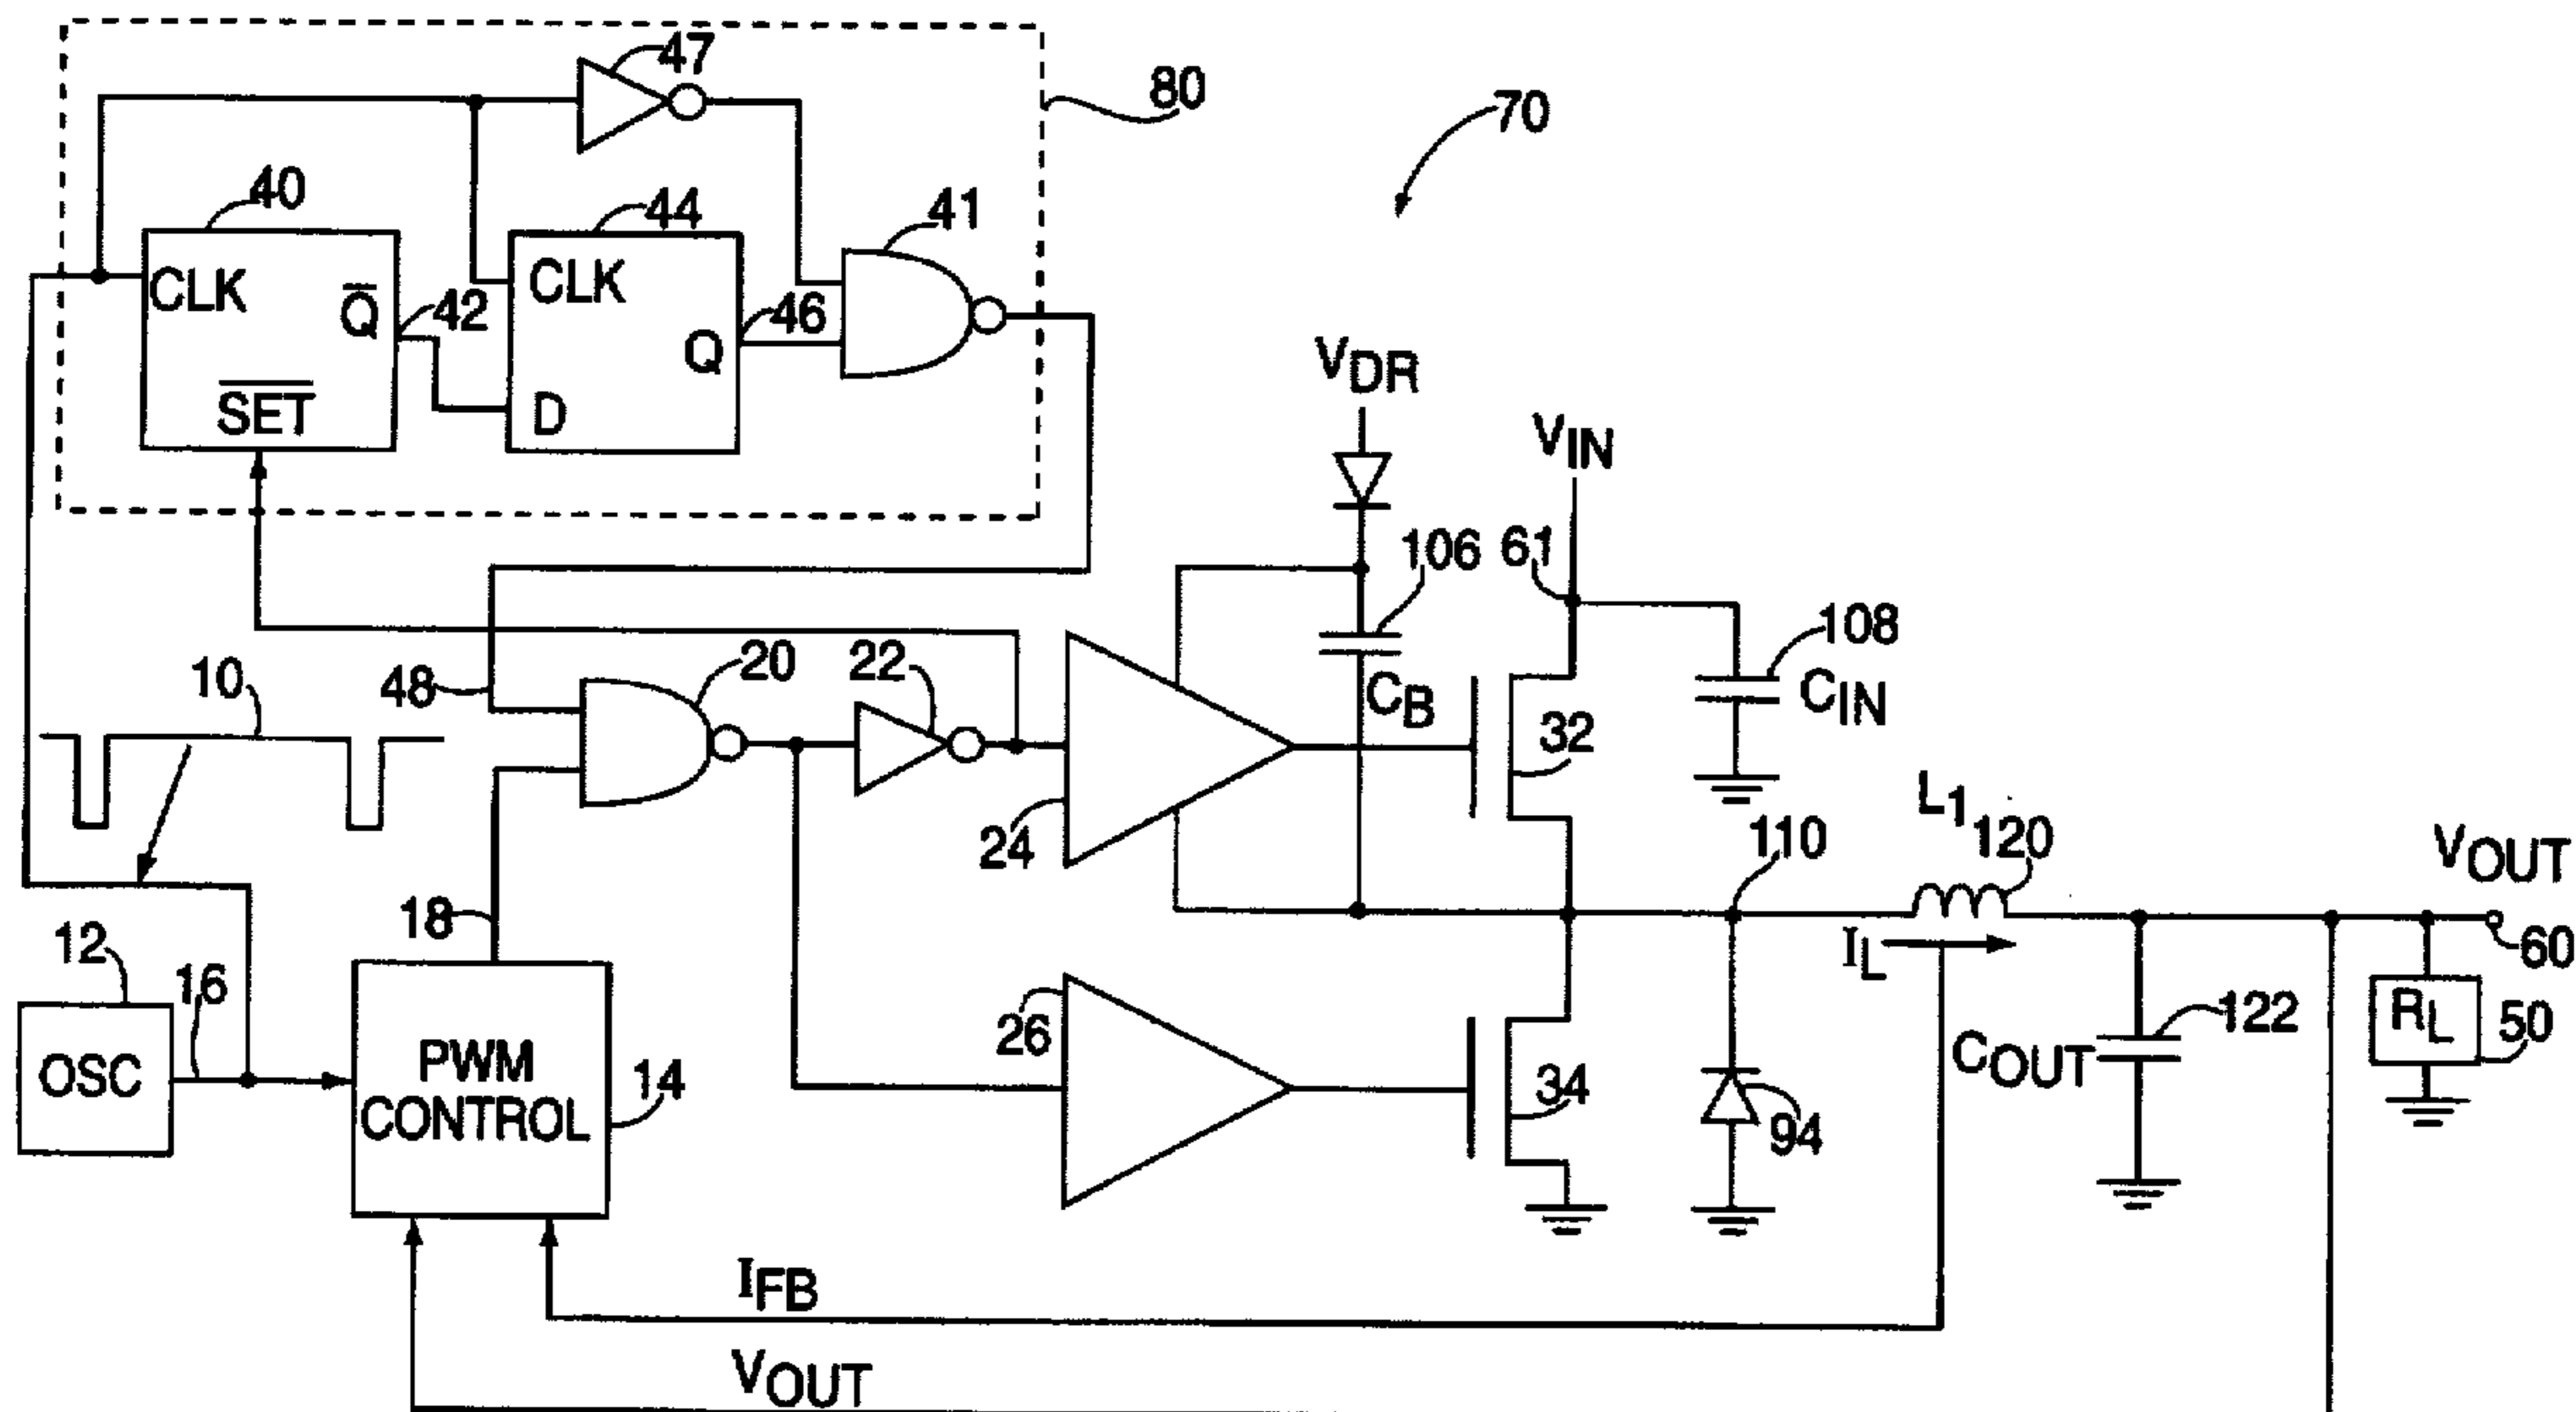 47
80
70
40
44
41
CLK
Q̅
42
CLK
46
Q
S̅E̅T̅
D
VDR
VIN
106
61
108
10
48
20
22
CB
CIN
32
24
110
L1
120
VOUT
18
12
16
IL
60
26
122
RL
50
OSC
PWM
CONTROL
14
COUT
34
94
IFB
VOUT